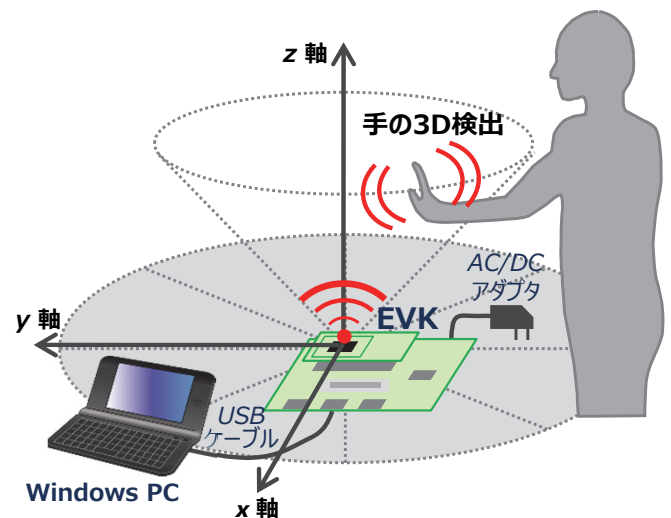 z 軸
手の3D検出
AC/DC
アダプタ
EVK
y 軸
USB
ケーブル
Windows PC
x 軸